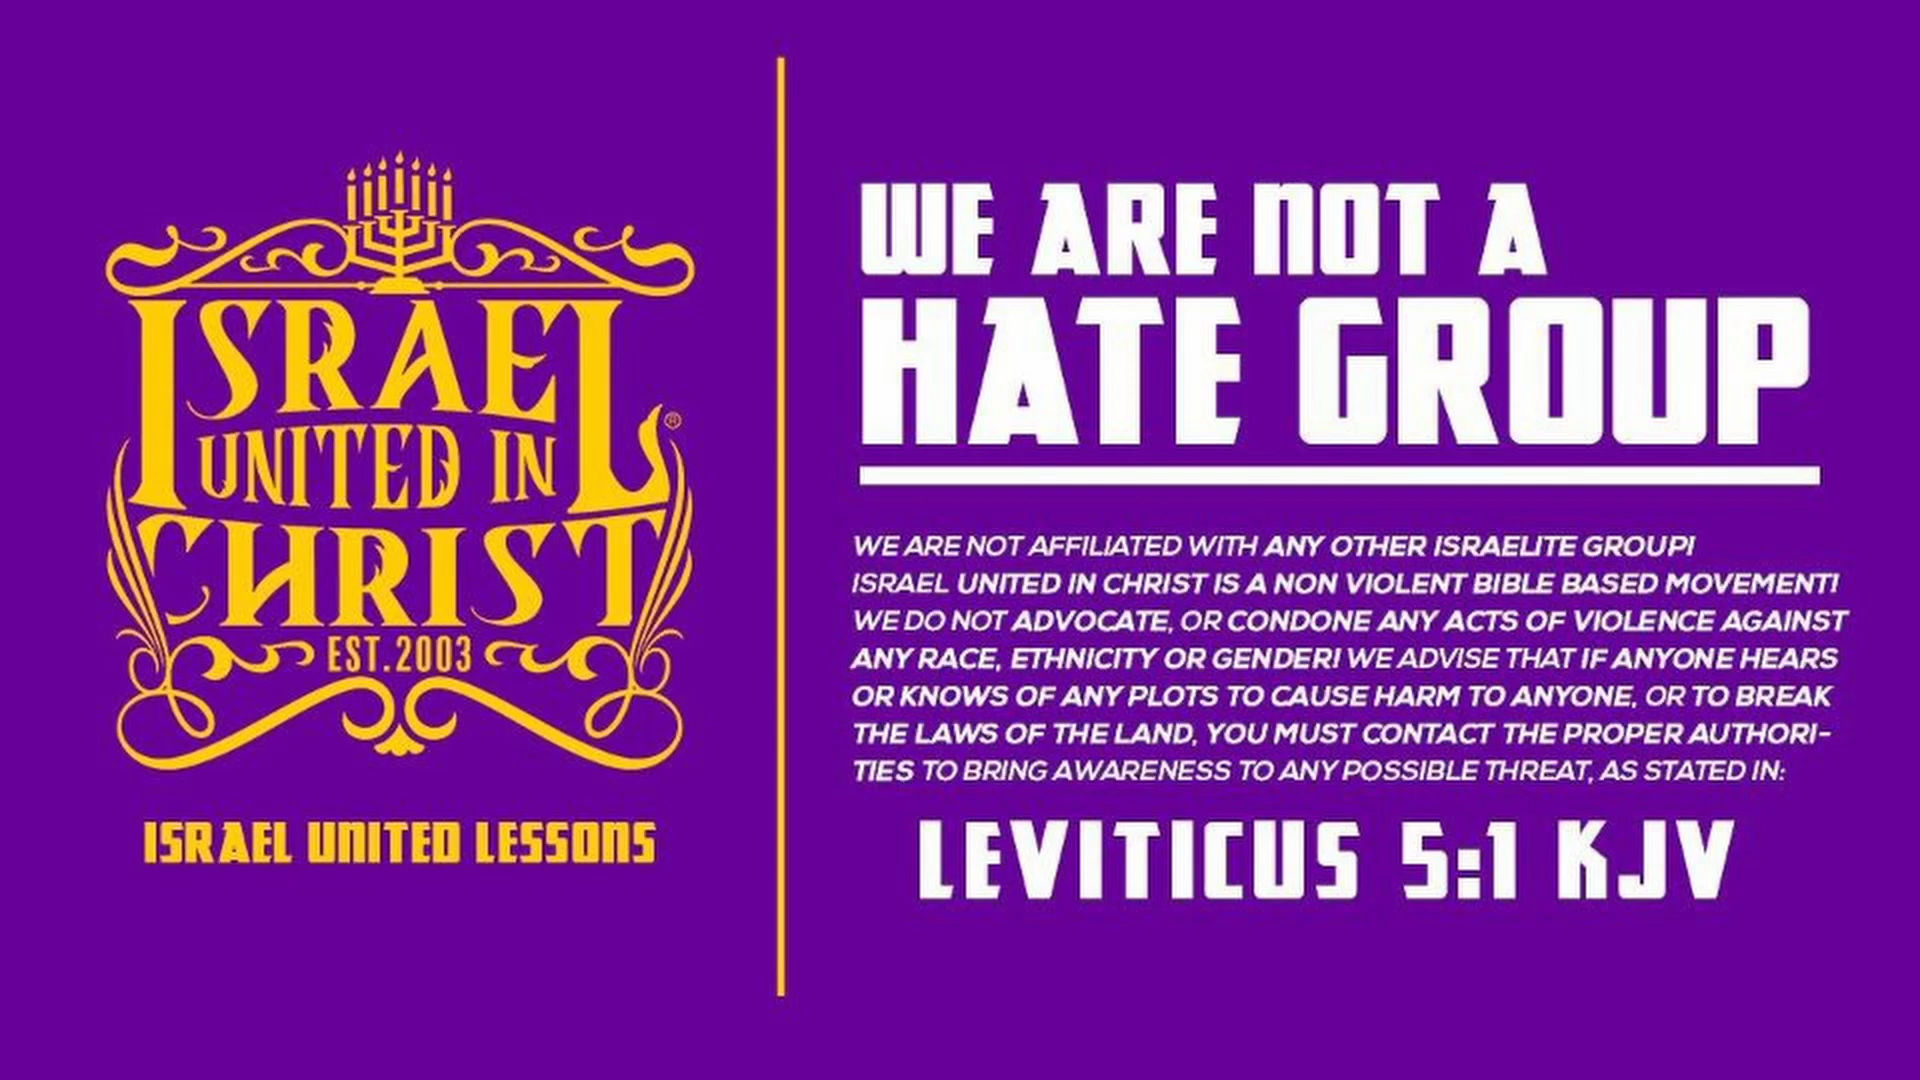 ISRAEL
UNITED IN
CHRIST
®
EST.2003
ISRAEL UNITED LESSONS
WE ARE NOT A
HATE GROUP
WE ARE NOT AFFILIATED WITH ANY OTHER ISRAELITE GROUP!
ISRAEL UNITED IN CHRIST IS A NON VIOLENT BIBLE BASED MOVEMENT!
WE DO NOT ADVOCATE, OR CONDONE ANY ACTS OF VIOLENCE AGAINST
ANY RACE, ETHNICITY OR GENDER! WE ADVISE THAT IF ANYONE HEARS
OR KNOWS OF ANY PLOTS TO CAUSE HARM TO ANYONE, OR TO BREAK
THE LAWS OF THE LAND, YOU MUST CONTACT THE PROPER AUTHORI-
TIES TO BRING AWARENESS TO ANY POSSIBLE THREAT, AS STATED IN:
LEVITICUS 5:1 KJV